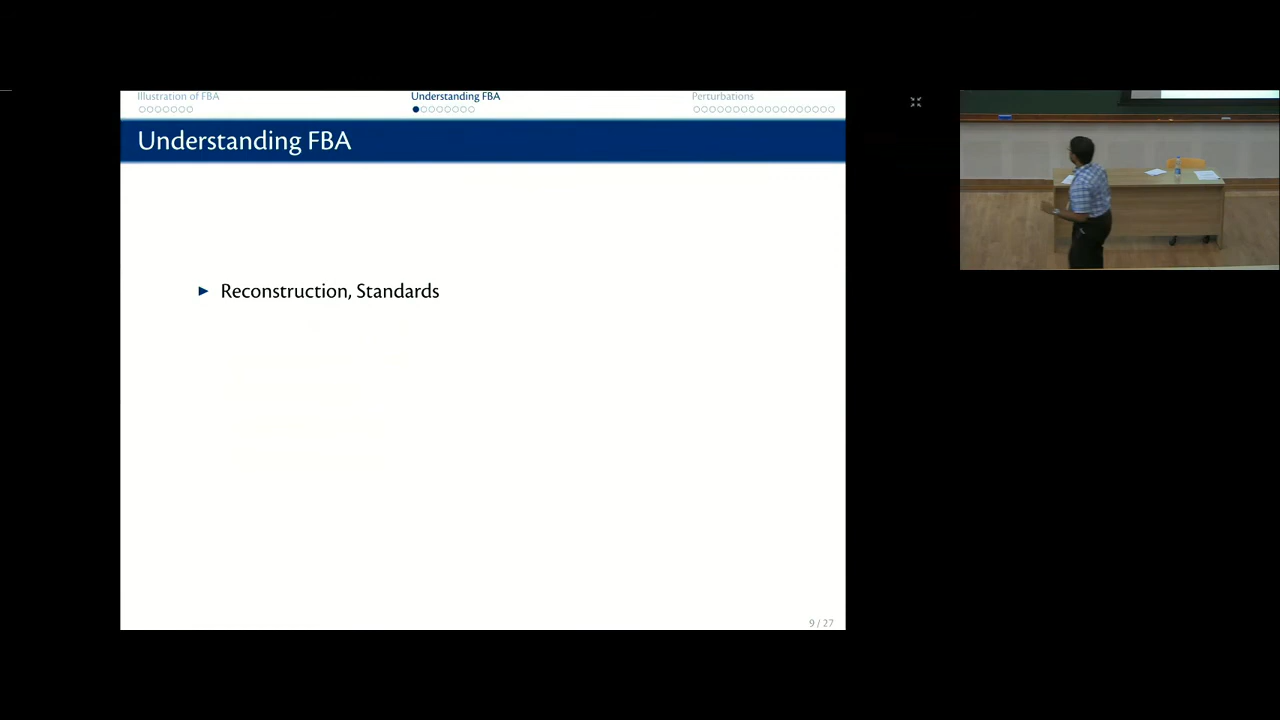 Illustration of FBA
Understanding FBA
Perturbations
Understanding FBA
Reconstruction, Standards
9 / 27